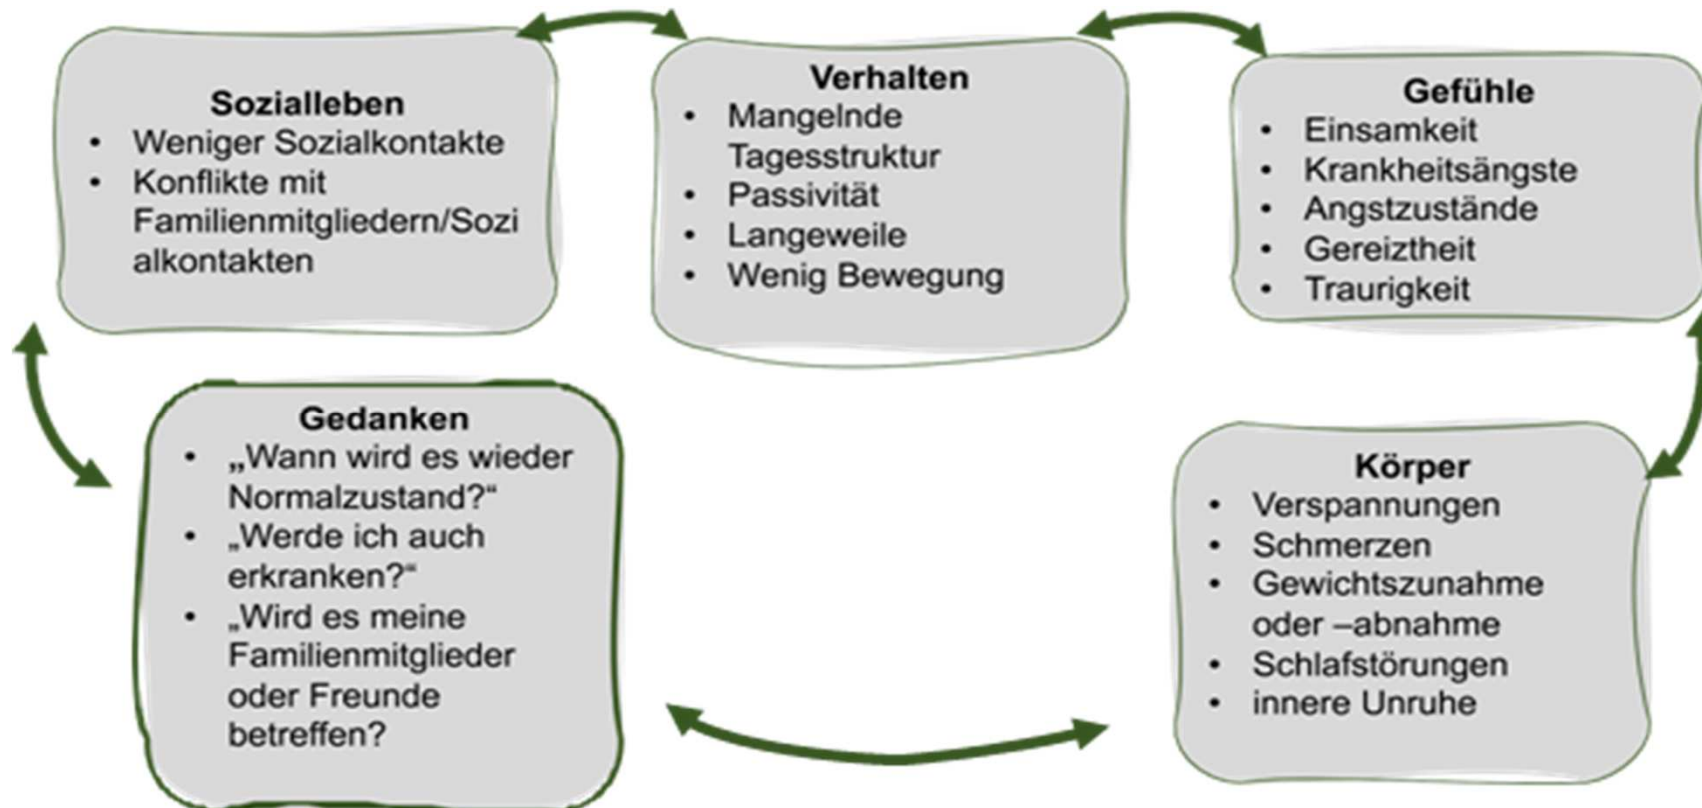 Sozialleben
• Weniger Sozialkontakte
• Konflikte mit
Familienmitgliedern/Sozi
alkontakten
Verhalten
• Mangelnde
Tagesstruktur
• Passivität
• Langeweile
• Wenig Bewegung
Gefühle
• Einsamkeit
• Krankheitsängste
• Angstzustände
• Gereiztheit
• Traurigkeit
Gedanken
• „Wann wird es wieder
Normalzustand?“
• „Werde ich auch
erkranken?“
• „Wird es meine
Familienmitglieder
oder Freunde
betreffen?
Körper
• Verspannungen
• Schmerzen
• Gewichtszunahme
oder –abnahme
• Schlafstörungen
• innere Unruhe